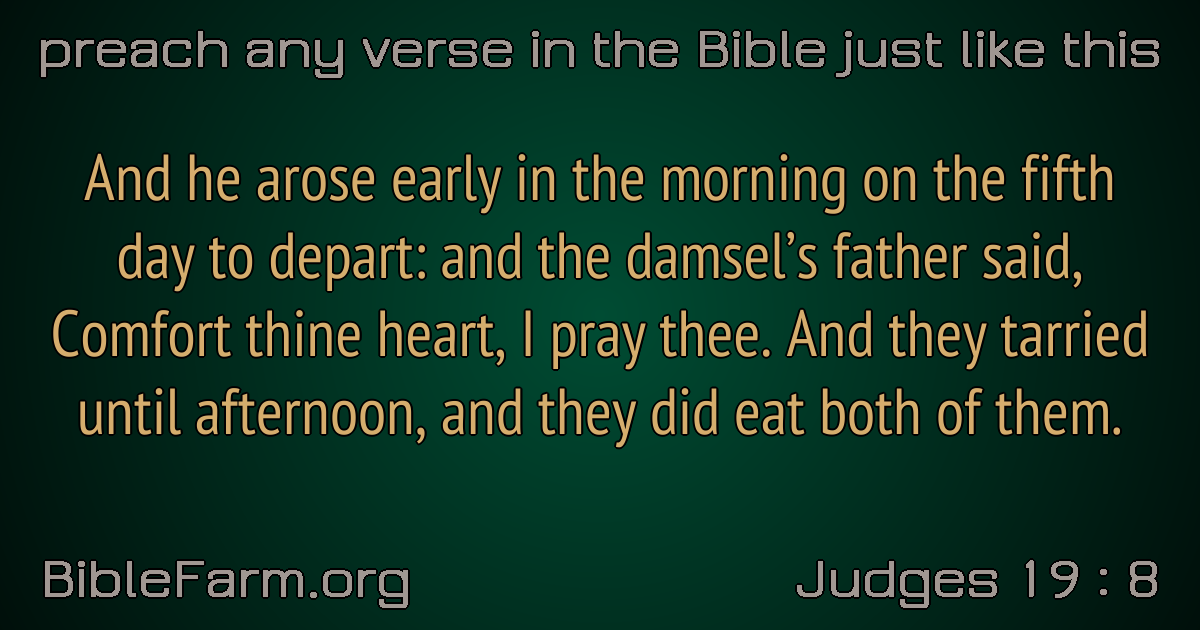 preach any verse in the Bible just like this
And he arose early in the morning on the fifth
day to depart: and the damsel’s father said,
Comfort thine heart, I pray thee. And they tarried
until afternoon, and they did eat both of them.
BibleFarm.org
Judges 19 : 8